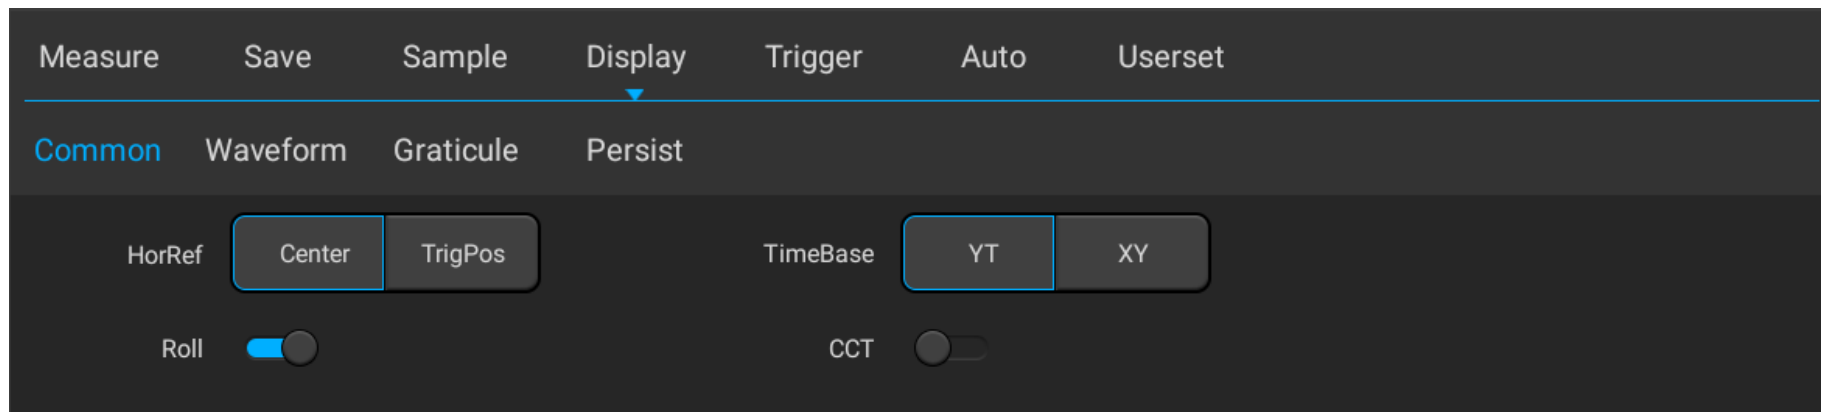 Measure Save Sample Display Trigger Auto Userset
Common Waveform Graticule Persist
HorRef Center TrigPos TimeBase YT XY
Roll CCT